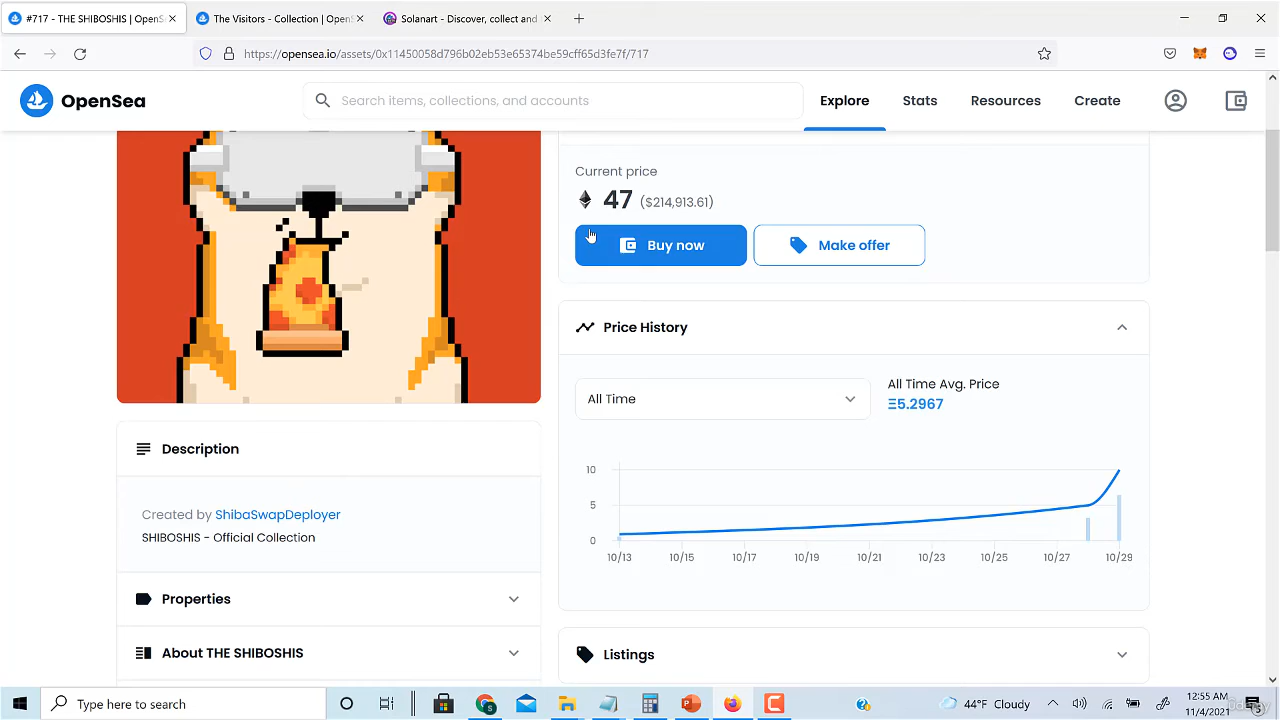 #717 - THE SHIBOSHIS | OpenS
The Visitors - Collection | OpenS
Solanart - Discover, collect and
https://opensea.io/assets/0x11450058d796b02eb53e65374be59cff65d3fe7f/717
OpenSea
Search items, collections, and accounts
Explore
Stats
Resources
Create
Current price
47 ($214,913.61)
Buy now
Make offer
Price History
All Time
All Time Avg. Price
Ξ5.2967
10
5
0
10/13 10/15 10/17 10/19 10/21 10/23 10/25 10/27 10/29
Description
Created by ShibaSwapDeployer
SHIBOSHIS - Official Collection
Properties
About THE SHIBOSHIS
Listings
Type here to search
44°F Cloudy
12:55 AM
11/4/2021